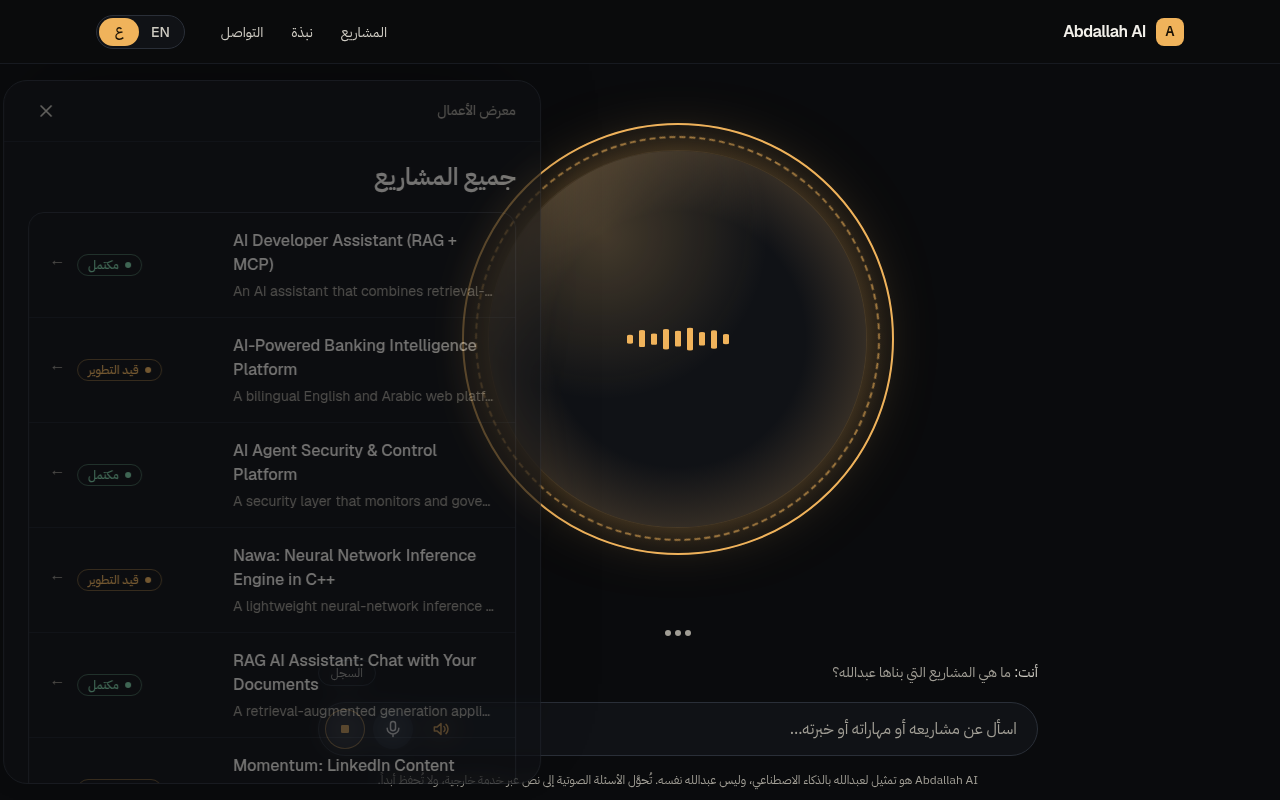 A
Abdallah AI
المشاريع
نبذة
التواصل
EN
ع
معرض الأعمال
جميع المشاريع
AI Developer Assistant (RAG +
MCP)
An AI assistant that combines retrieval-…
مكتمل
←
AI-Powered Banking Intelligence
Platform
A bilingual English and Arabic web platf…
قيد التطوير
←
AI Agent Security & Control
Platform
A security layer that monitors and gove…
مكتمل
←
Nawa: Neural Network Inference
Engine in C++
A lightweight neural-network inference …
قيد التطوير
←
RAG AI Assistant: Chat with Your
Documents
A retrieval-augmented generation appli…
مكتمل
←
Momentum: LinkedIn Content
أنت: ما هي المشاريع التي بناها عبدالله؟
السجل
اسأل عن مشاريعه أو مهاراته أو خبرته...
Abdallah AI هو تمثيل لعبدالله بالذكاء الاصطناعي، وليس عبدالله نفسه. تُحوَّل الأسئلة الصوتية إلى نص عبر خدمة خارجية، ولا تُحفظ أبداً.